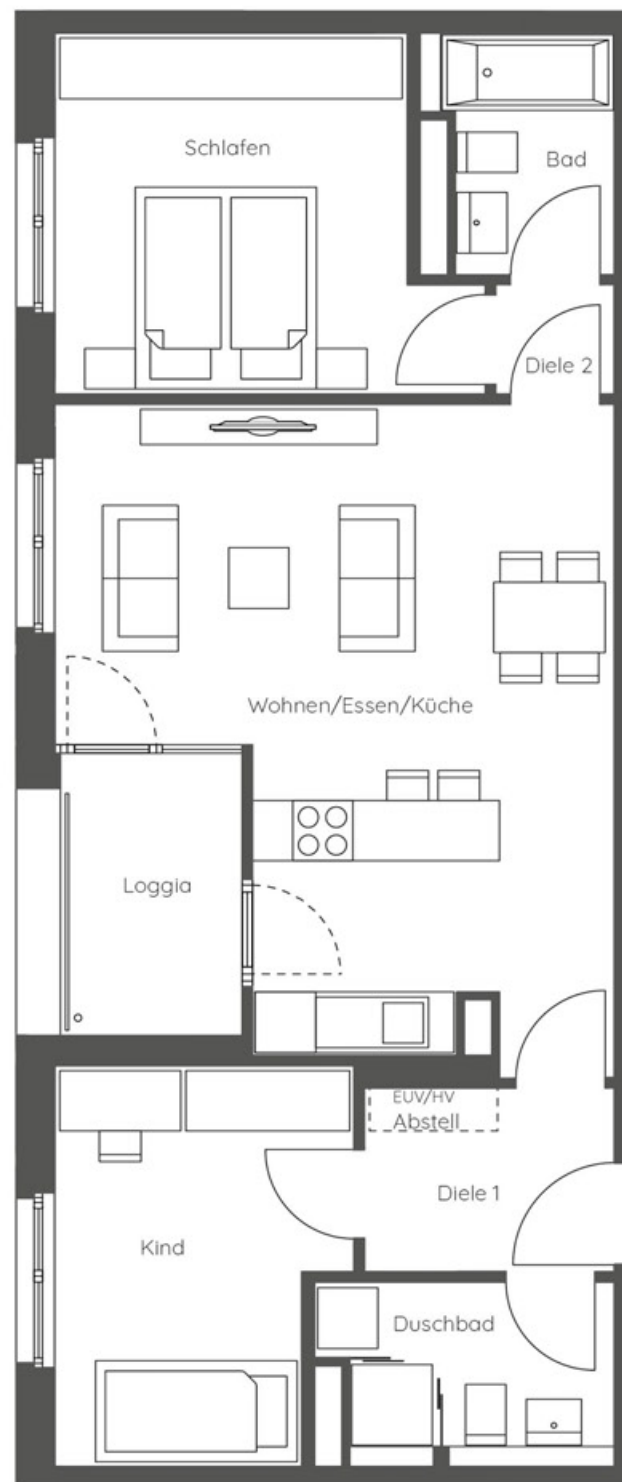 Schlafen
Bad
Diele 2
Wohnen/Essen/Küche
Loggia
EUV/HV
Abstell
Diele 1
Kind
Duschbad